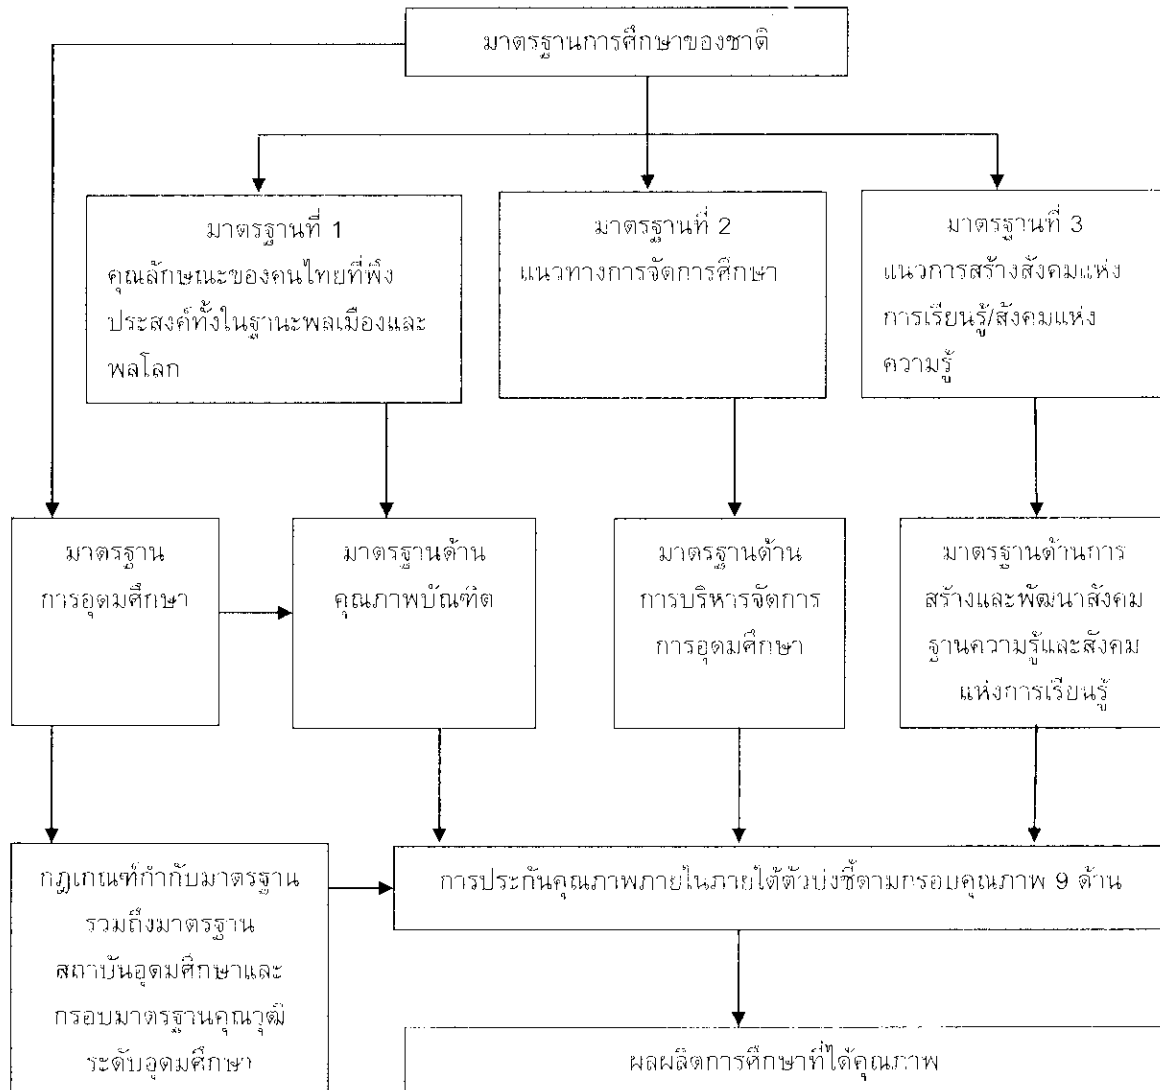 มาตรฐานการศึกษาของชาติ
มาตรฐานที่ 1
คุณลักษณะของคนไทยที่พึง
ประสงค์ทั้งในฐานะพลเมืองและ
พลโลก
มาตรฐานที่ 2
แนวทางการจัดการศึกษา
มาตรฐานที่ 3
แนวการสร้างสังคมแห่ง
การเรียนรู้/สังคมแห่ง
ความรู้
มาตรฐาน
การอุดมศึกษา
มาตรฐานด้าน
คุณภาพบัณฑิต
มาตรฐานด้าน
การบริหารจัดการ
การอุดมศึกษา
มาตรฐานด้านการ
สร้างและพัฒนาสังคม
ฐานความรู้และสังคม
แห่งการเรียนรู้
กฎเกณฑ์กำกับมาตรฐาน
รวมถึงมาตรฐาน
สถาบันอุดมศึกษาและ
กรอบมาตรฐานคุณวุฒิ
ระดับอุดมศึกษา
การประกันคุณภาพภายในภายใต้ตัวบ่งชี้ตามกรอบคุณภาพ 9 ด้าน
ผลผลิตการศึกษาที่ได้คุณภาพ